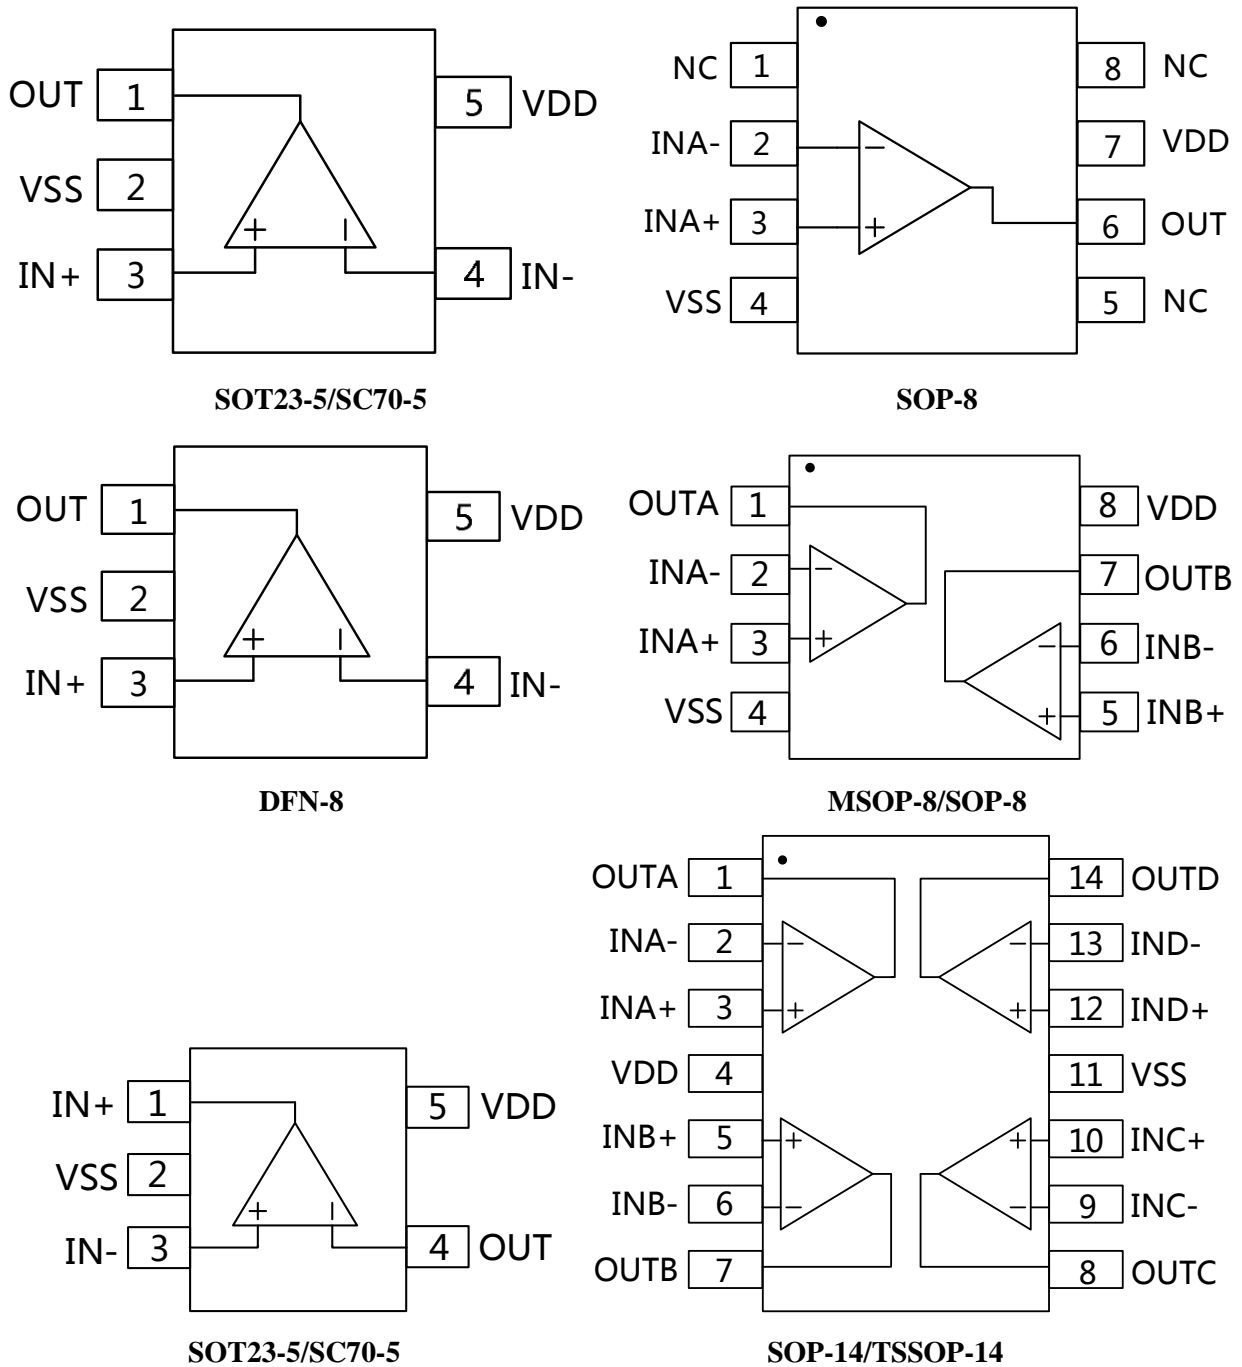 OUT 1 5 VDD
VSS 2
IN+ 3 4 IN-
SOT23-5/SC70-5
NC 1 8 NC
INA- 2 7 VDD
INA+ 3 6 OUT
VSS 4 5 NC
SOP-8
OUT 1 5 VDD
VSS 2
IN+ 3 4 IN-
DFN-8
OUTA 1 8 VDD
INA- 2 7 OUTB
INA+ 3 6 INB-
VSS 4 5 INB+
MSOP-8/SOP-8
IN+ 1 5 VDD
VSS 2
IN- 3 4 OUT
SOT23-5/SC70-5
OUTA 1 14 OUTD
INA- 2 13 IND-
INA+ 3 12 IND+
VDD 4 11 VSS
INB+ 5 10 INC+
INB- 6 9 INC-
OUTB 7 8 OUTC
SOP-14/TSSOP-14